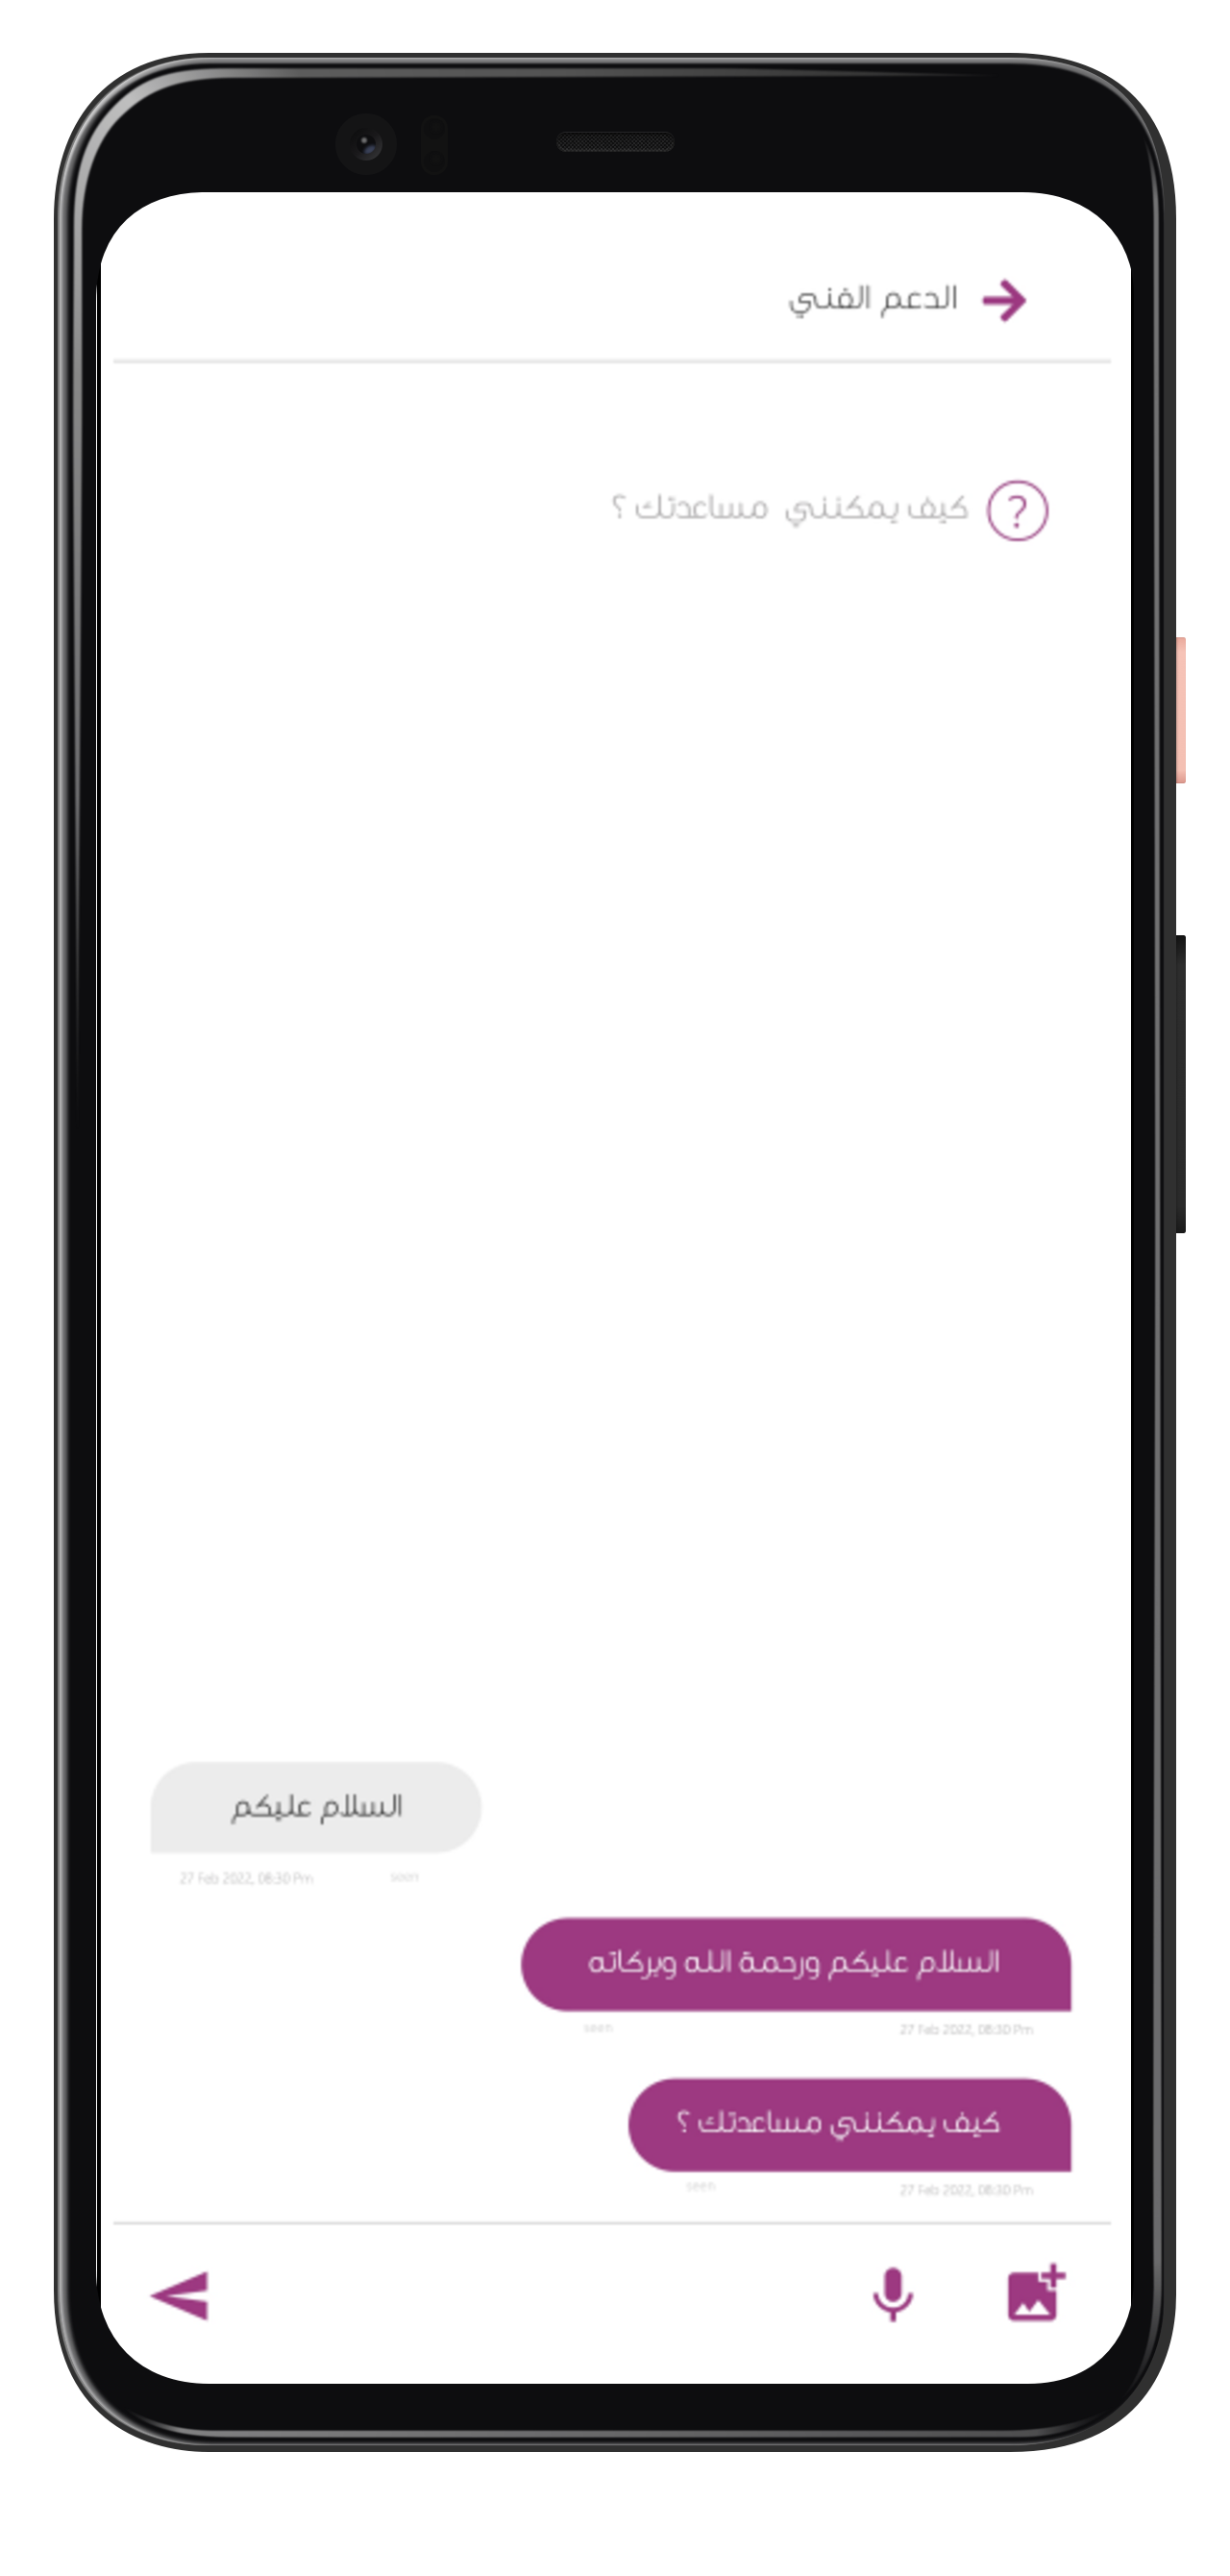 الدعم الفني
كيف يمكنني مساعدتك ؟
السلام عليكم
27 Feb 2022, 08:30 Pm seen
السلام عليكم ورحمة الله وبركاته
27 Feb 2022, 08:30 Pm seen
كيف يمكنني مساعدتك ؟
27 Feb 2022, 08:30 Pm seen